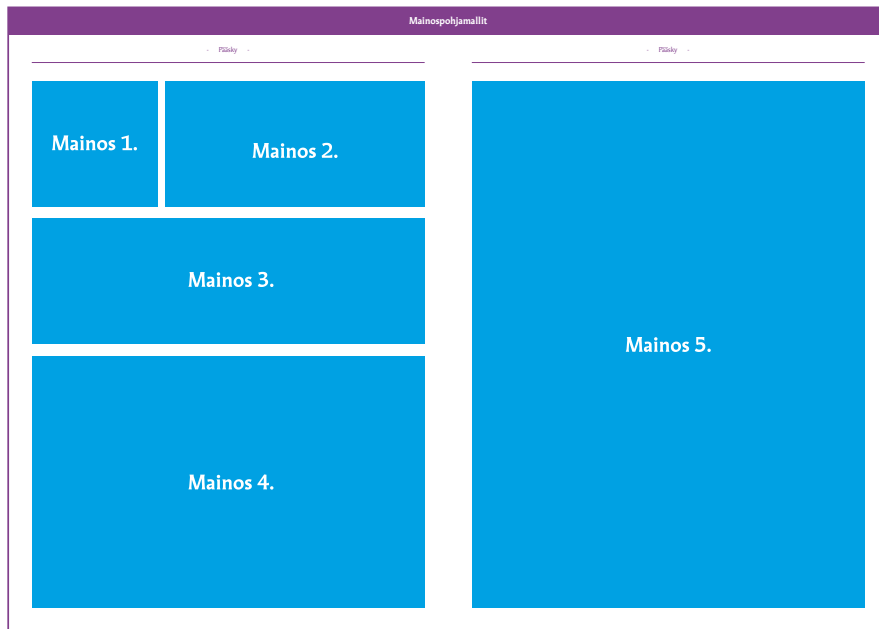 Mainospohjamallit
- Pääsky -
- Pääsky -
Mainos 1.
Mainos 2.
Mainos 3.
Mainos 4.
Mainos 5.